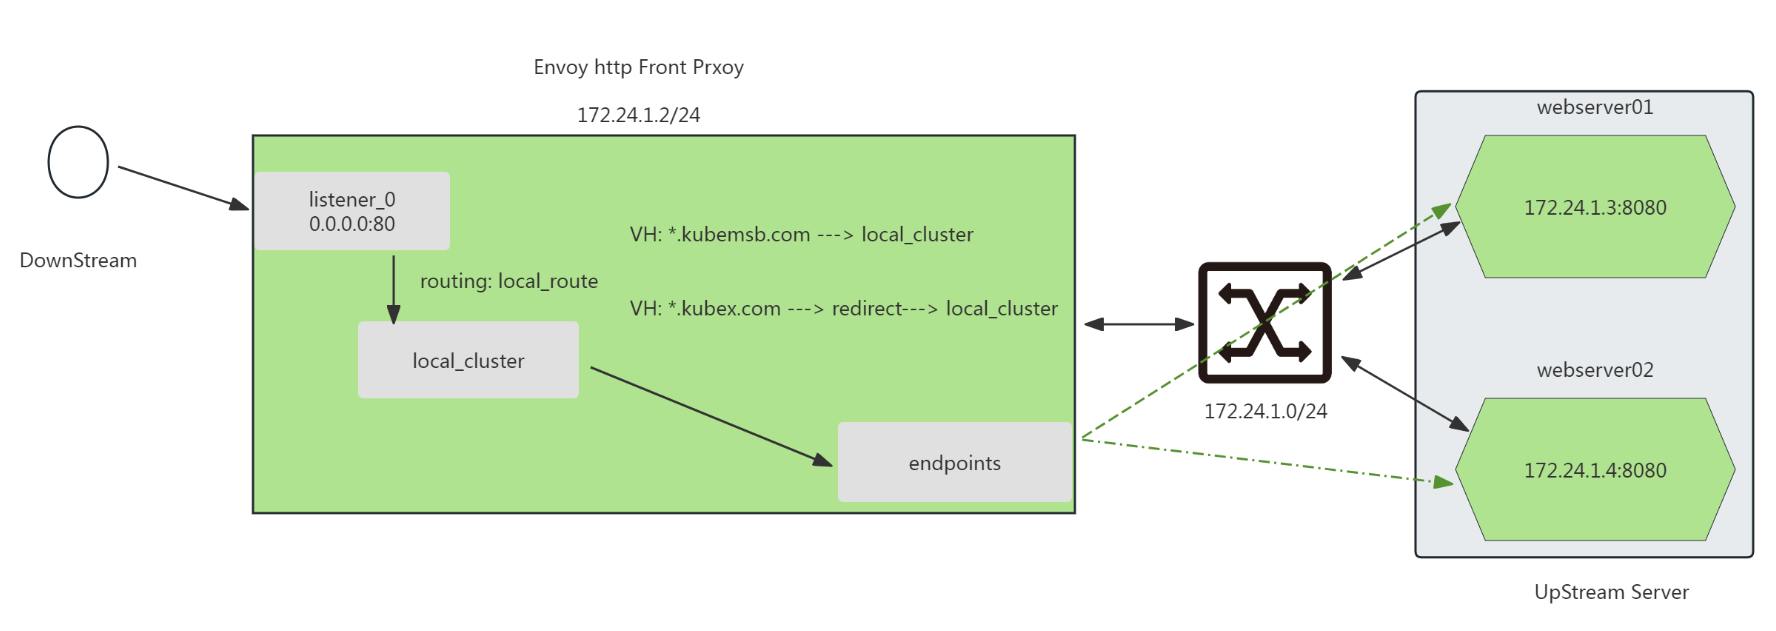 Envoy http Front Prxoy
172.24.1.2/24
DownStream
listener_0
0.0.0.0:80
routing: local_route
local_cluster
VH: *.kubemsb.com ---> local_cluster
VH: *.kubex.com ---> redirect---> local_cluster
endpoints
172.24.1.0/24
webserver01
172.24.1.3:8080
webserver02
172.24.1.4:8080
UpStream Server